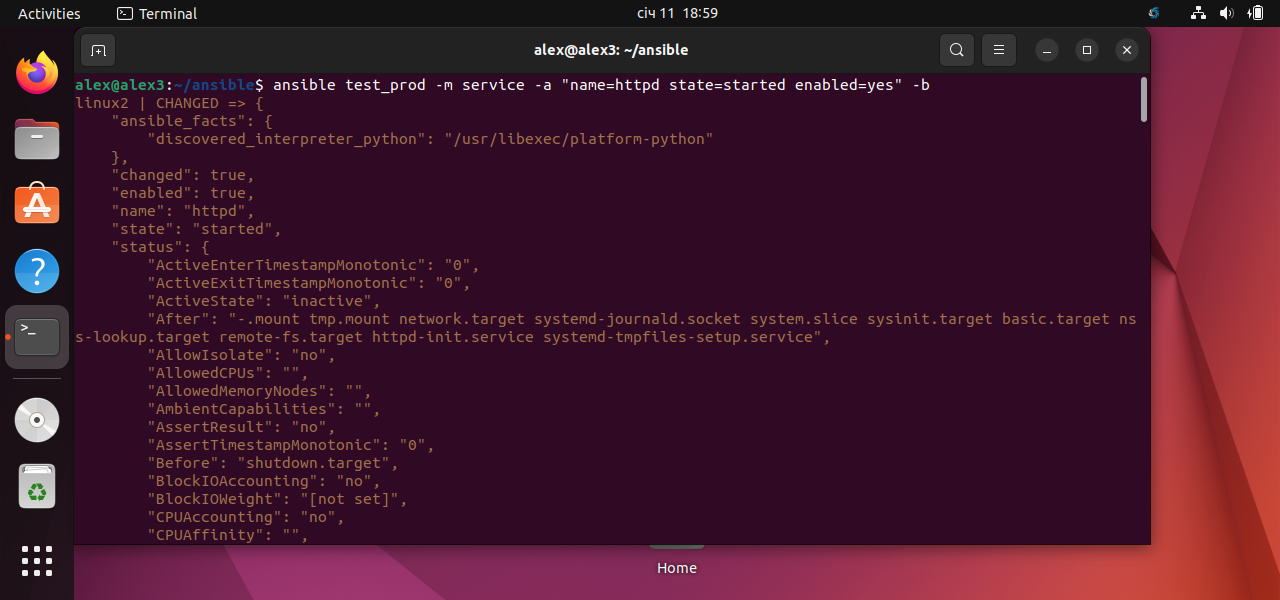 Activities
Terminal
січ 11 18:59
alex@alex3: ~/ansible
alex@alex3:~/ansible$ ansible test_prod -m service -a "name=httpd state=started enabled=yes" -b
linux2 | CHANGED => {
    "ansible_facts": {
        "discovered_interpreter_python": "/usr/libexec/platform-python"
    },
    "changed": true,
    "enabled": true,
    "name": "httpd",
    "state": "started",
    "status": {
        "ActiveEnterTimestampMonotonic": "0",
        "ActiveExitTimestampMonotonic": "0",
        "ActiveState": "inactive",
        "After": "-.mount tmp.mount network.target systemd-journald.socket system.slice sysinit.target basic.target ns
s-lookup.target remote-fs.target httpd-init.service systemd-tmpfiles-setup.service",
        "AllowIsolate": "no",
        "AllowedCPUs": "",
        "AllowedMemoryNodes": "",
        "AmbientCapabilities": "",
        "AssertResult": "no",
        "AssertTimestampMonotonic": "0",
        "Before": "shutdown.target",
        "BlockIOAccounting": "no",
        "BlockIOWeight": "[not set]",
        "CPUAccounting": "no",
        "CPUAffinity": "",
Home